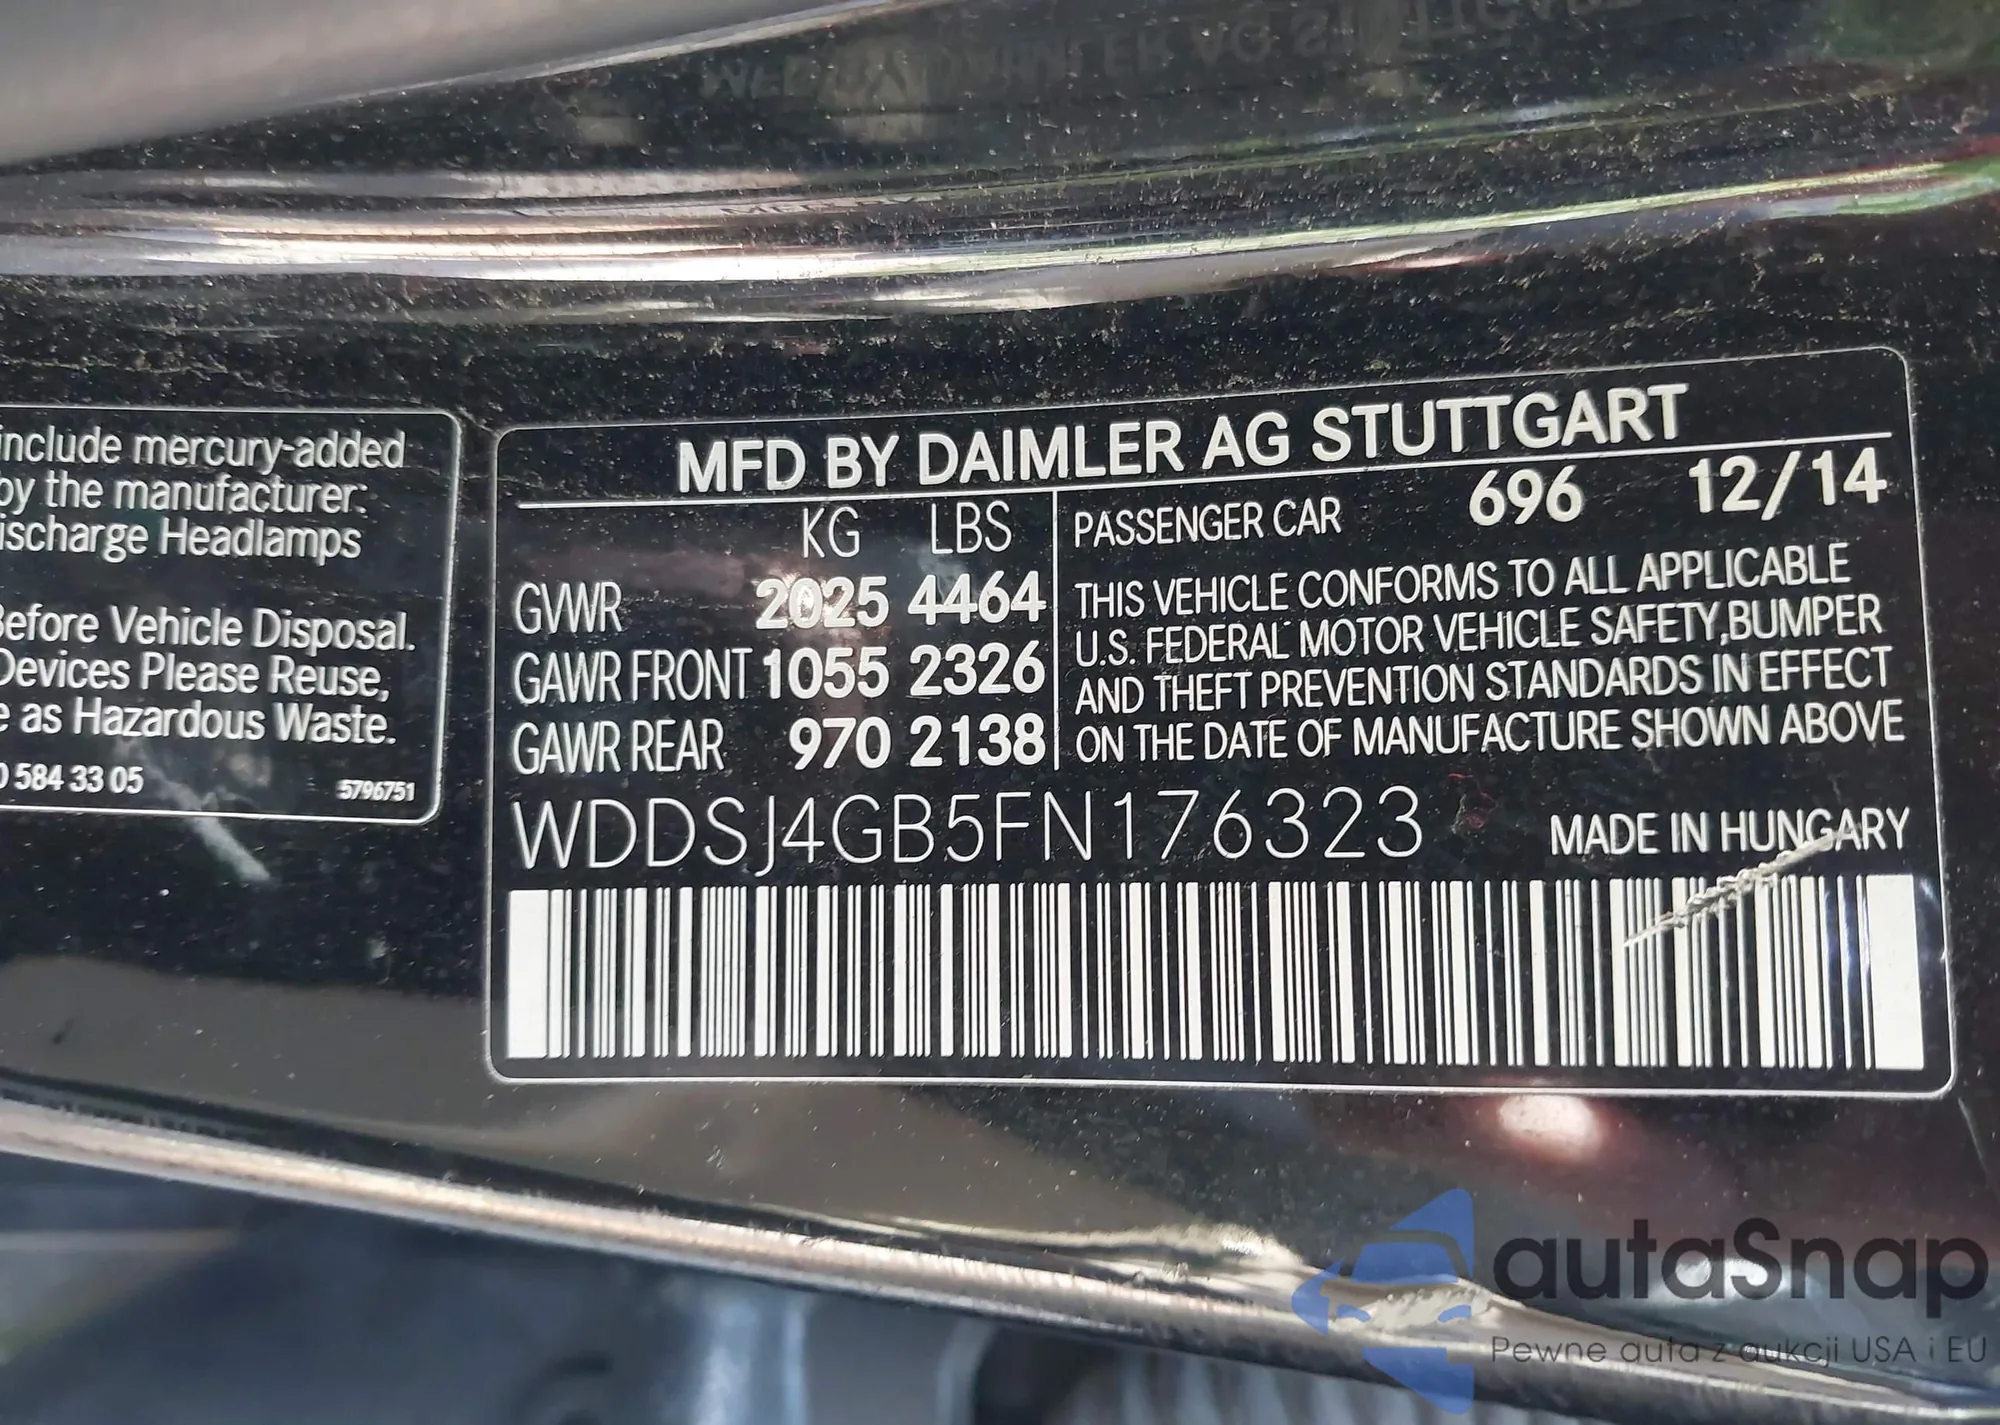 include mercury-added
by the manufacturer:
ischarge Headlamps
Before Vehicle Disposal.
Devices Please Reuse,
e as Hazardous Waste.
0 584 33 05 5796751
MFD BY DAIMLER AG STUTTGART
KG LBS
GVWR 2025 4464
GAWR FRONT 1055 2326
GAWR REAR 970 2138
PASSENGER CAR 696 12/14
THIS VEHICLE CONFORMS TO ALL APPLICABLE
U.S. FEDERAL MOTOR VEHICLE SAFETY,BUMPER
AND THEFT PREVENTION STANDARDS IN EFFECT
ON THE DATE OF MANUFACTURE SHOWN ABOVE
WDDSJ4GB5FN176323
MADE IN HUNGARY
autaSnap
Pewne auta z aukcji USA i EU